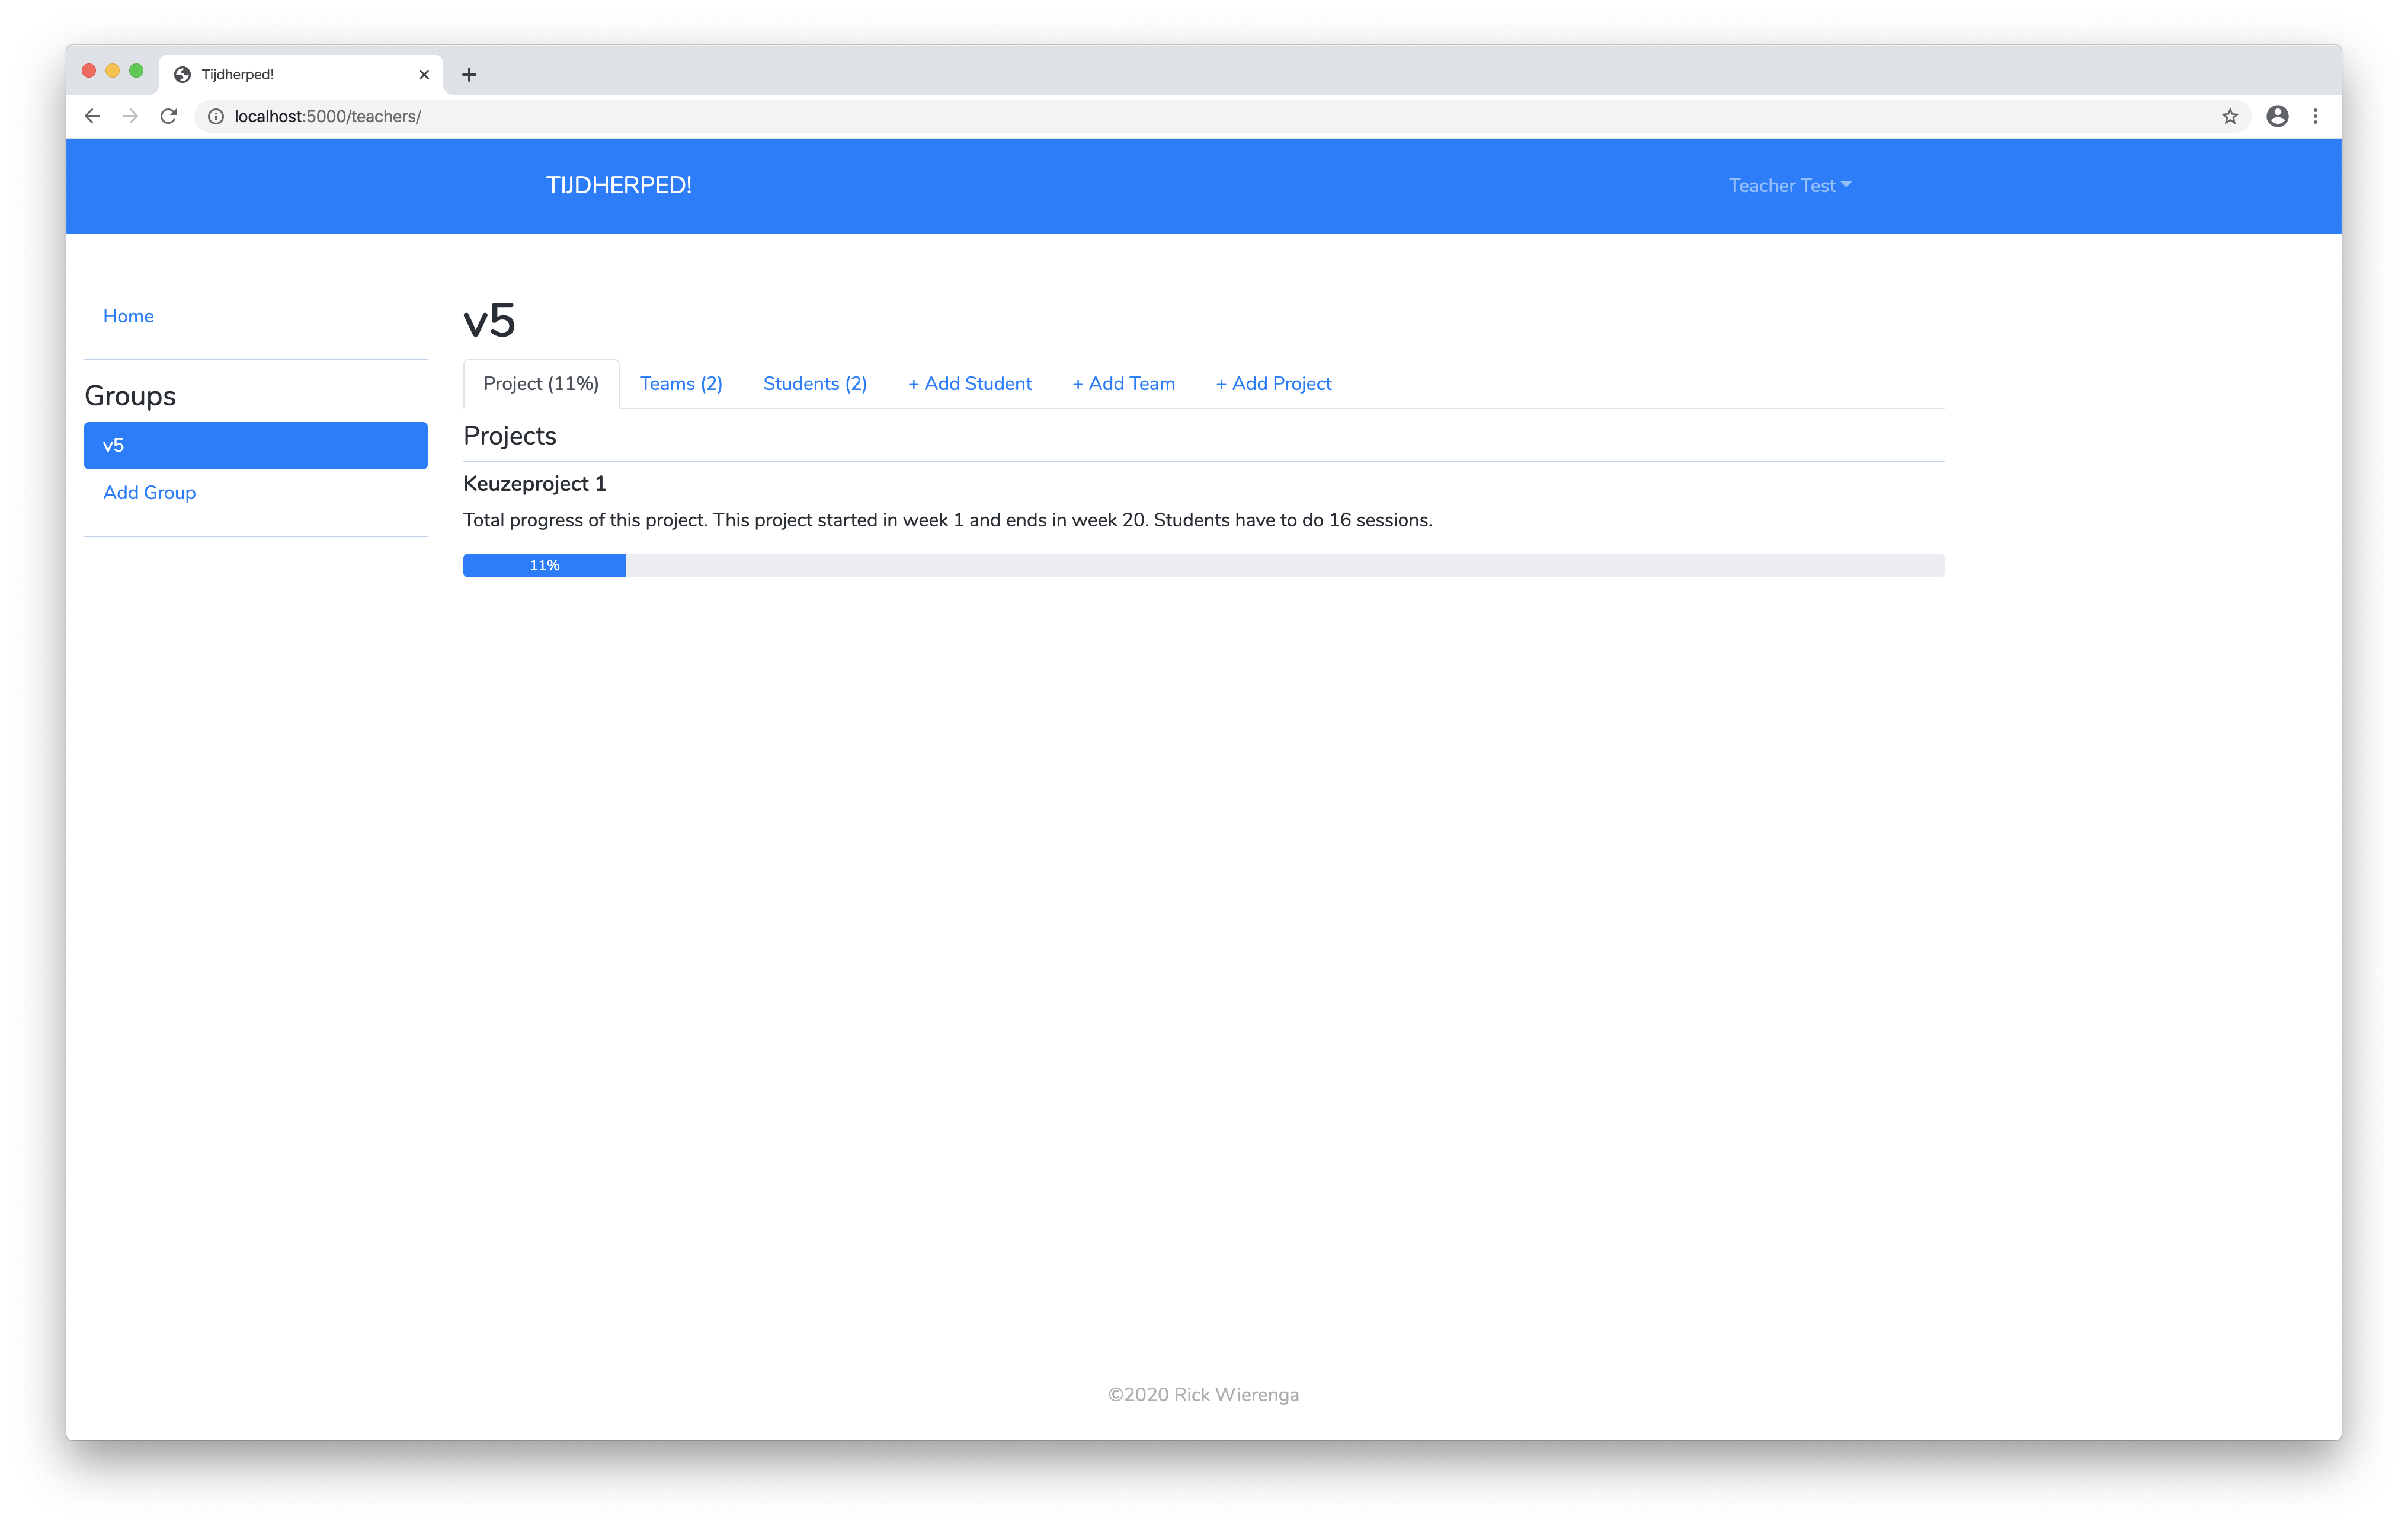 Tijdherped!
localhost:5000/teachers/
TIJDHERPED!
Teacher Test
Home
Groups
v5
Add Group
v5
Project (11%)
Teams (2)
Students (2)
+ Add Student
+ Add Team
+ Add Project
Projects
Keuzeproject 1
Total progress of this project. This project started in week 1 and ends in week 20. Students have to do 16 sessions.
11%
©2020 Rick Wierenga